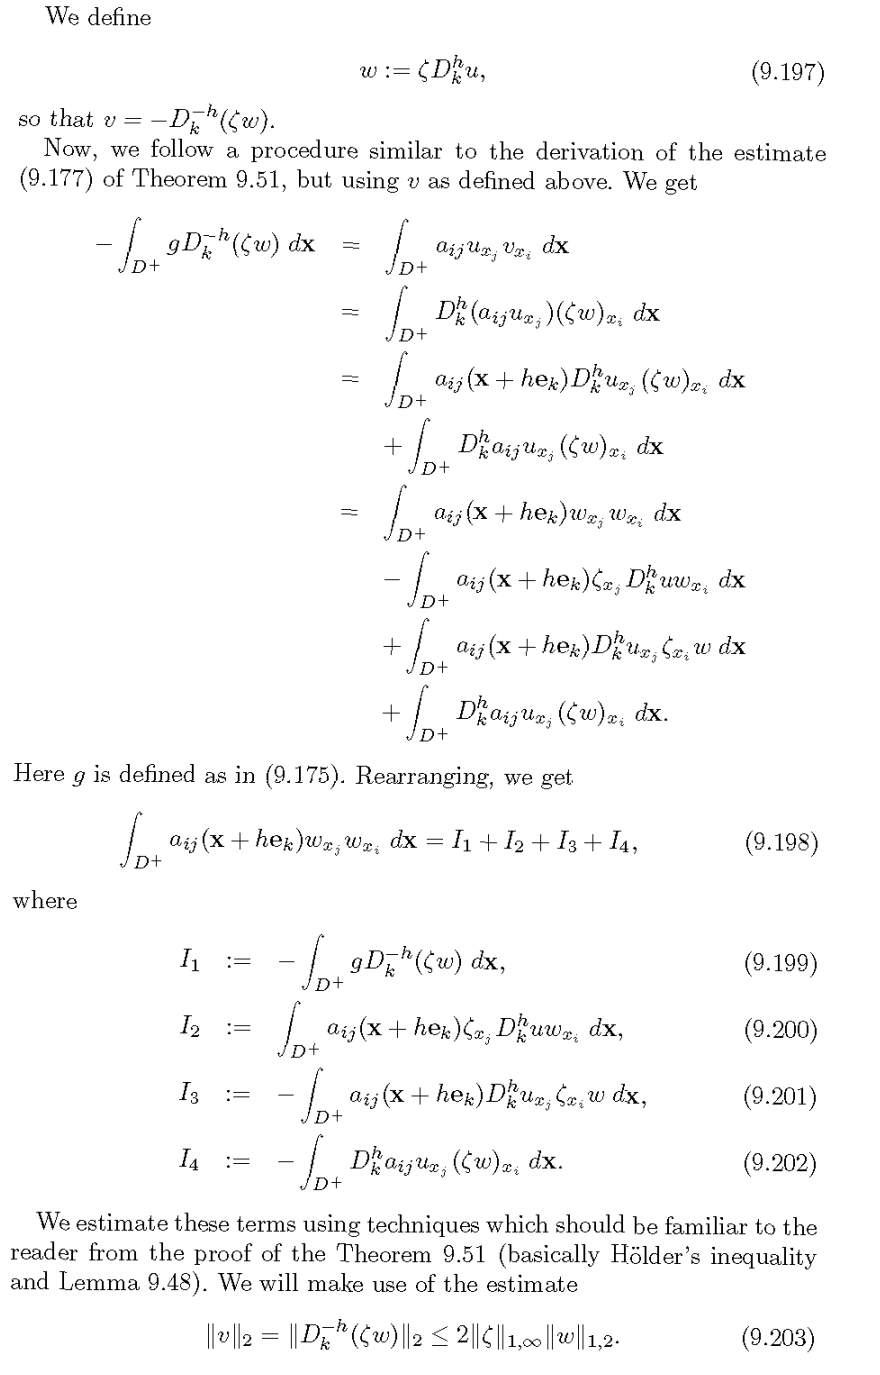 We define
w := ζD_k^h u, (9.197)
so that v = −D_k^{−h}(ζw).
Now, we follow a procedure similar to the derivation of the estimate
(9.177) of Theorem 9.51, but using v as defined above. We get
−∫_{D^+} gD_k^{−h}(ζw) dx = ∫_{D^+} a_{ij}u_{x_j}v_{x_i} dx
= ∫_{D^+} D_k^h(a_{ij}u_{x_j})(ζw)_{x_i} dx
= ∫_{D^+} a_{ij}(x + he_k)D_k^h u_{x_j}(ζw)_{x_i} dx
+ ∫_{D^+} D_k^h a_{ij}u_{x_j}(ζw)_{x_i} dx
= ∫_{D^+} a_{ij}(x + he_k)w_{x_j}w_{x_i} dx
− ∫_{D^+} a_{ij}(x + he_k)ζ_{x_j}D_k^h uw_{x_i} dx
+ ∫_{D^+} a_{ij}(x + he_k)D_k^h u_{x_j}ζ_{x_i}w dx
+ ∫_{D^+} D_k^h a_{ij}u_{x_j}(ζw)_{x_i} dx.
Here g is defined as in (9.175). Rearranging, we get
∫_{D^+} a_{ij}(x + he_k)w_{x_j}w_{x_i} dx = I_1 + I_2 + I_3 + I_4, (9.198)
where
I_1 := −∫_{D^+} gD_k^{−h}(ζw) dx, (9.199)
I_2 := ∫_{D^+} a_{ij}(x + he_k)ζ_{x_j}D_k^h uw_{x_i} dx, (9.200)
I_3 := −∫_{D^+} a_{ij}(x + he_k)D_k^h u_{x_j}ζ_{x_i}w dx, (9.201)
I_4 := −∫_{D^+} D_k^h a_{ij}u_{x_j}(ζw)_{x_i} dx. (9.202)
We estimate these terms using techniques which should be familiar to the
reader from the proof of the Theorem 9.51 (basically Hölder's inequality
and Lemma 9.48). We will make use of the estimate
‖v‖_2 = ‖D_k^{−h}(ζw)‖_2 ≤ 2‖ζ‖_{1,∞}‖w‖_{1,2}. (9.203)